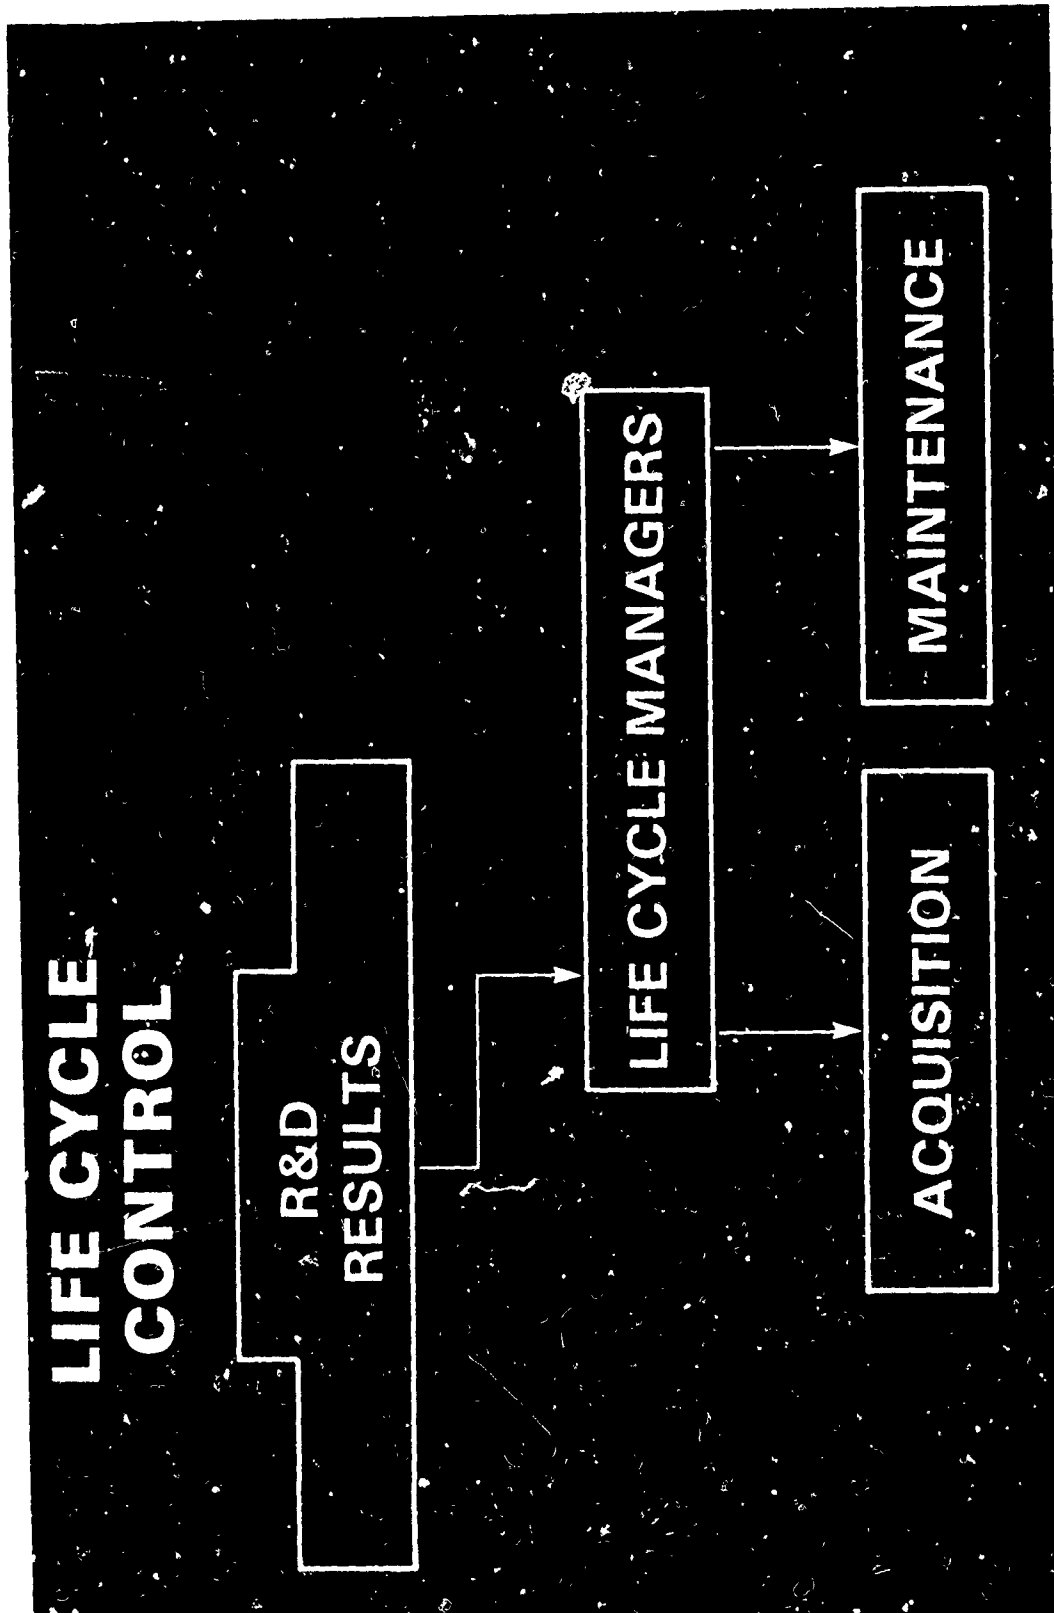 LIFE CYCLE
CONTROL
R&D
RESULTS
LIFE CYCLE MANAGERS
ACQUISITION
MAINTENANCE